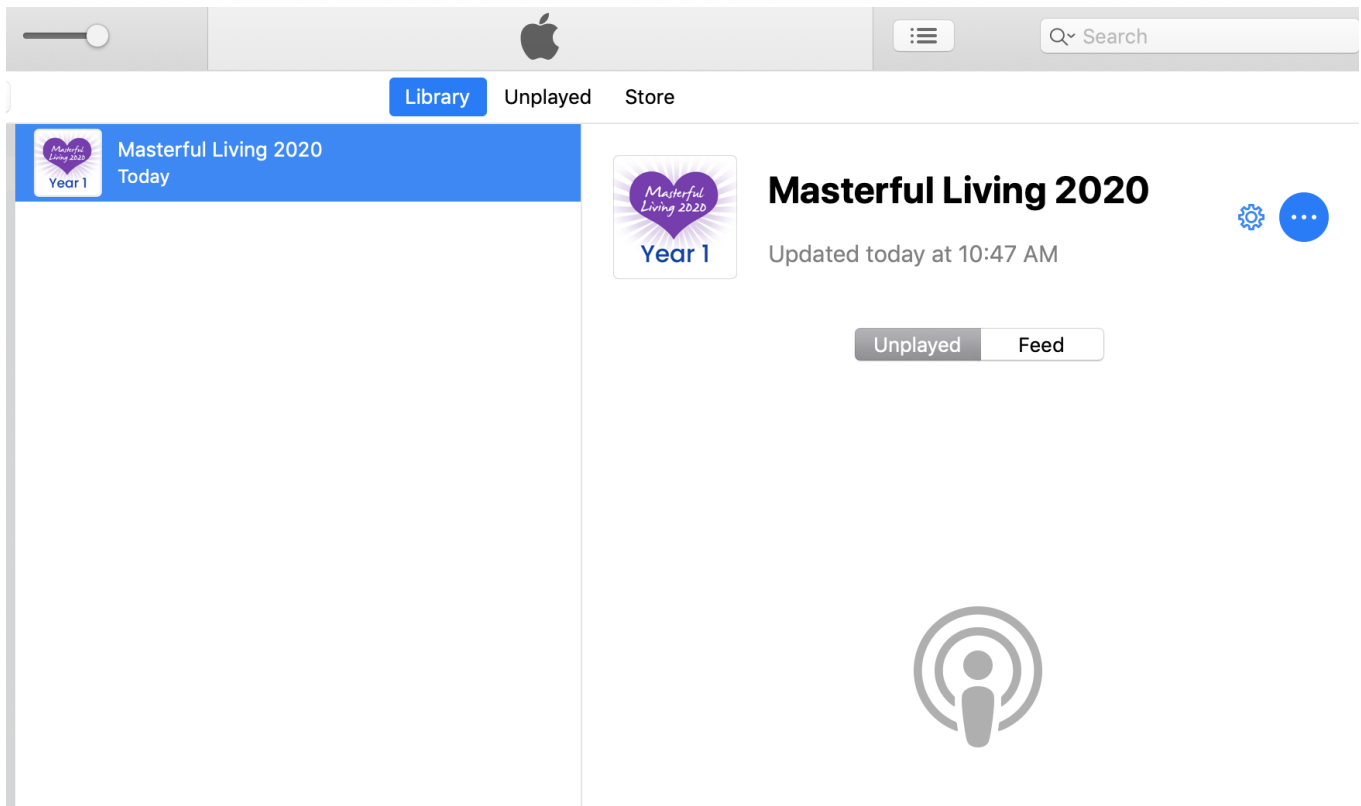 Search
Library Unplayed Store
Masterful Living 2020
Today
Masterful
Living 2020
Year 1
Masterful
Living 2020
Year 1
Masterful Living 2020
Updated today at 10:47 AM
Unplayed Feed